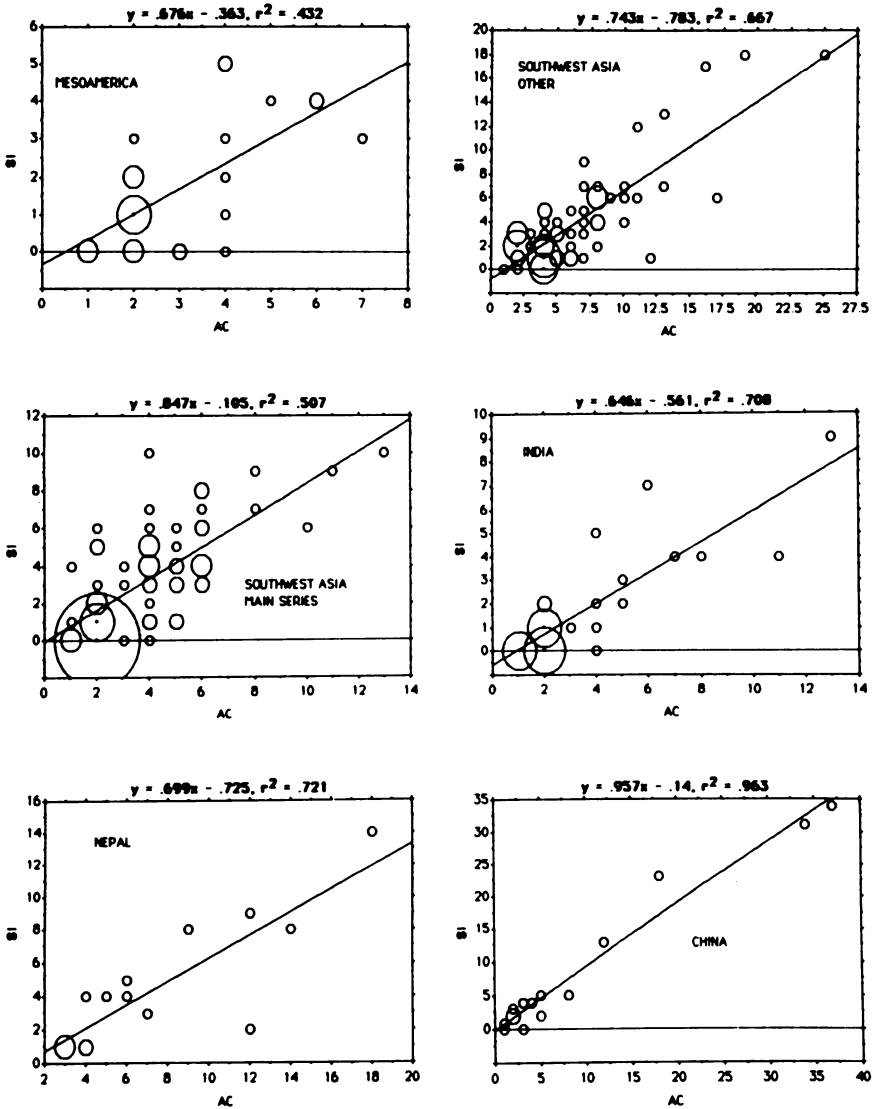 y = .676x - .363, r² = .432
6
5
4
3
2
1
0
-1
SI
MESOAMERICA
0 1 2 3 4 5 6 7 8
AC
y = .743x - .783, r² = .667
20
18
16
14
12
10
8
6
4
2
0
-2
SI
SOUTHWEST ASIA
OTHER
0 2.5 5 7.5 10 12.5 15 17.5 20 22.5 25 27.5
AC
y = .847x - .105, r² = .507
12
10
8
6
4
2
0
-2
SI
SOUTHWEST ASIA
MAIN SERIES
0 2 4 6 8 10 12 14
AC
y = .646x - .561, r² = .708
10
9
8
7
6
5
4
3
2
1
0
-1
SI
INDIA
0 2 4 6 8 10 12 14
AC
y = .699x - .725, r² = .721
16
14
12
10
8
6
4
2
0
SI
NEPAL
2 4 6 8 10 12 14 16 18 20
AC
y = .957x - .14, r² = .963
35
30
25
20
15
10
5
0
-5
SI
CHINA
0 5 10 15 20 25 30 35 40
AC